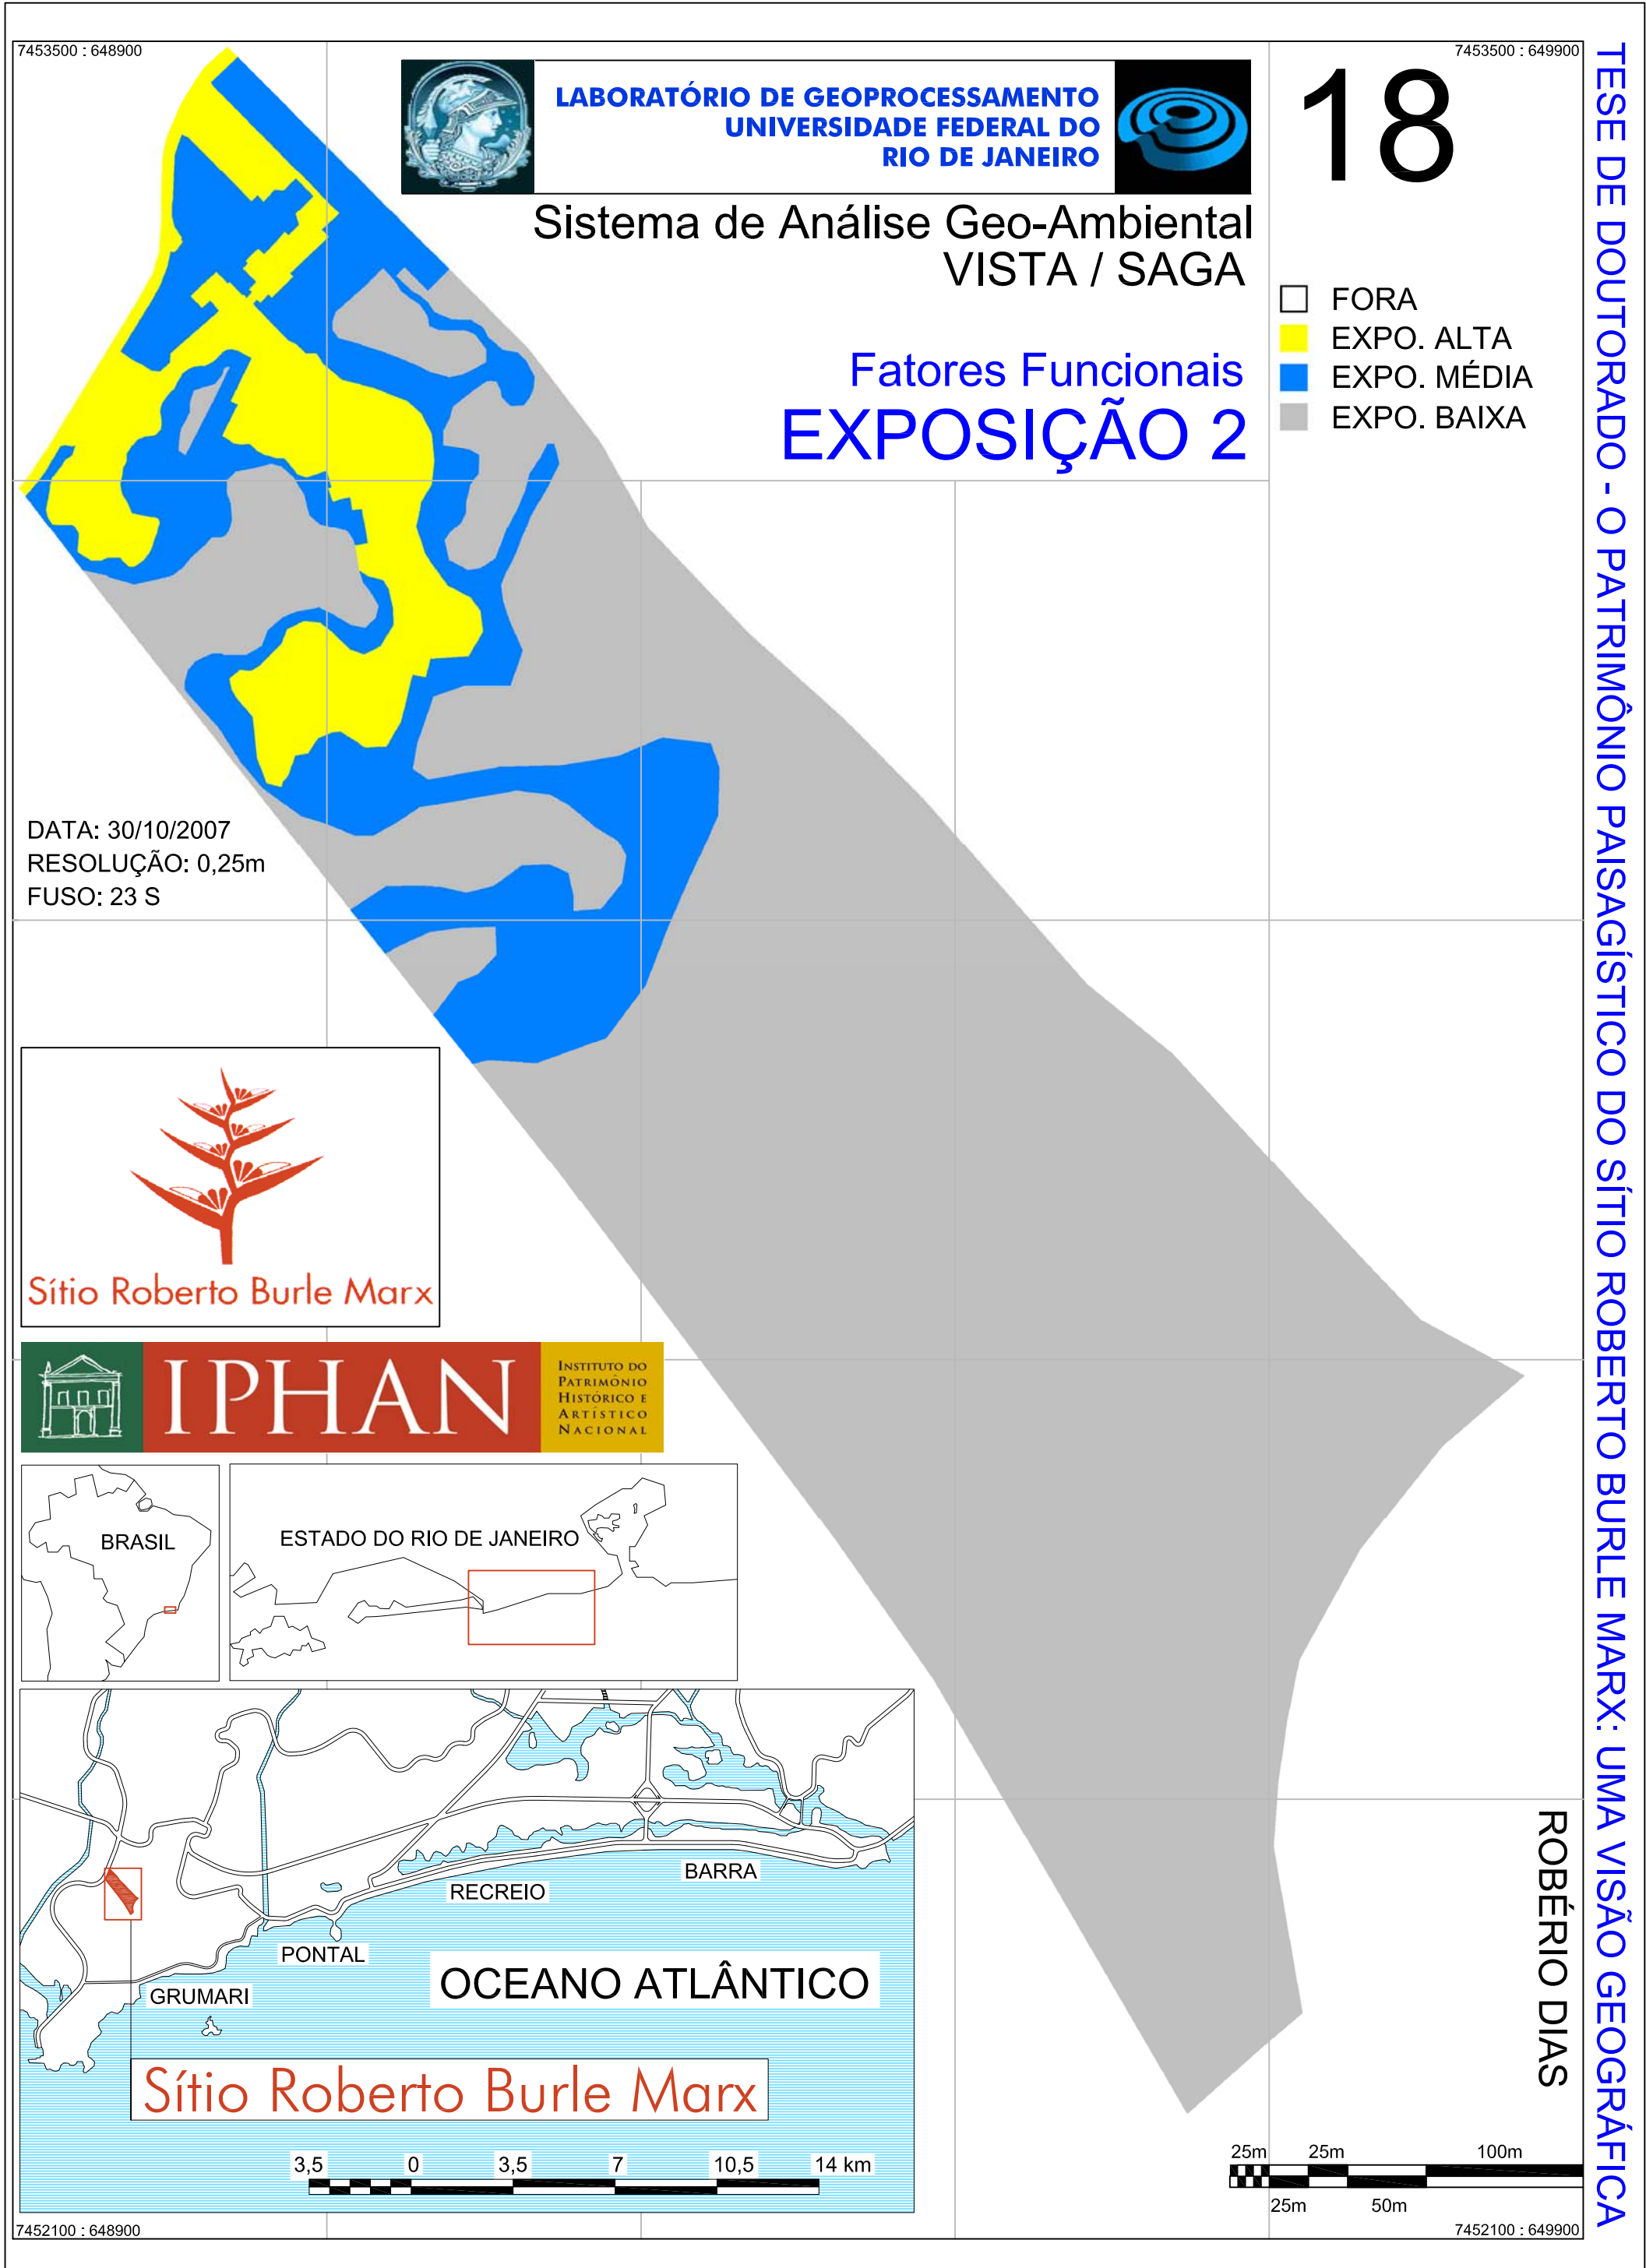 7453500 : 648900
7453500 : 649900
LABORATÓRIO DE GEOPROCESSAMENTO
UNIVERSIDADE FEDERAL DO
RIO DE JANEIRO
18
Sistema de Análise Geo-Ambiental
VISTA / SAGA
Fatores Funcionais
EXPOSIÇÃO 2
FORA
EXPO. ALTA
EXPO. MÉDIA
EXPO. BAIXA
TESE DE DOUTORADO - O PATRIMÔNIO PAISAGÍSTICO DO SÍTIO ROBERTO BURLE MARX: UMA VISÃO GEOGRÁFICA
DATA: 30/10/2007
RESOLUÇÃO: 0,25m
FUSO: 23 S
Sítio Roberto Burle Marx
IPHAN
INSTITUTO DO
PATRIMÔNIO
HISTÓRICO E
ARTÍSTICO
NACIONAL
BRASIL
ESTADO DO RIO DE JANEIRO
BARRA
RECREIO
PONTAL
GRUMARI
OCEANO ATLÂNTICO
Sítio Roberto Burle Marx
3,5 0 3,5 7 10,5 14 km
ROBÉRIO DIAS
25m 25m 100m
25m 50m
7452100 : 648900
7452100 : 649900